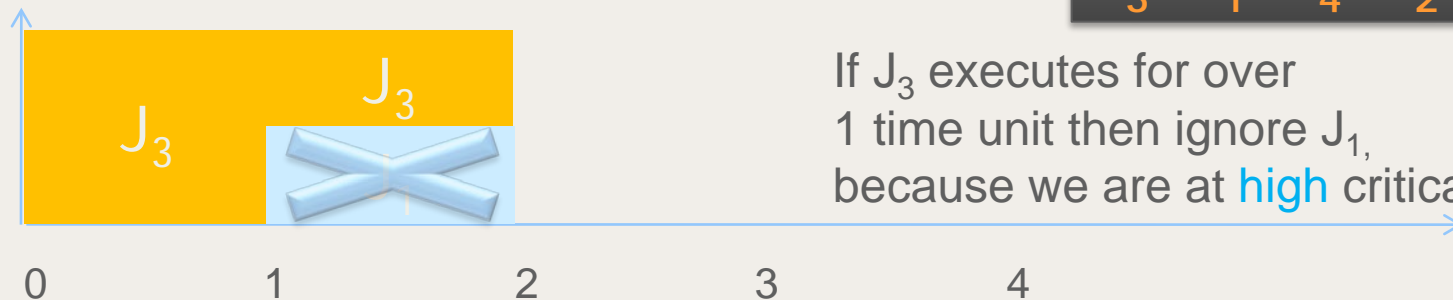 3 1 4 2
If J₃ executes for over
J₃
1 time unit then ignore J₁,
J₃
because we are at high
0 1 2 3 4